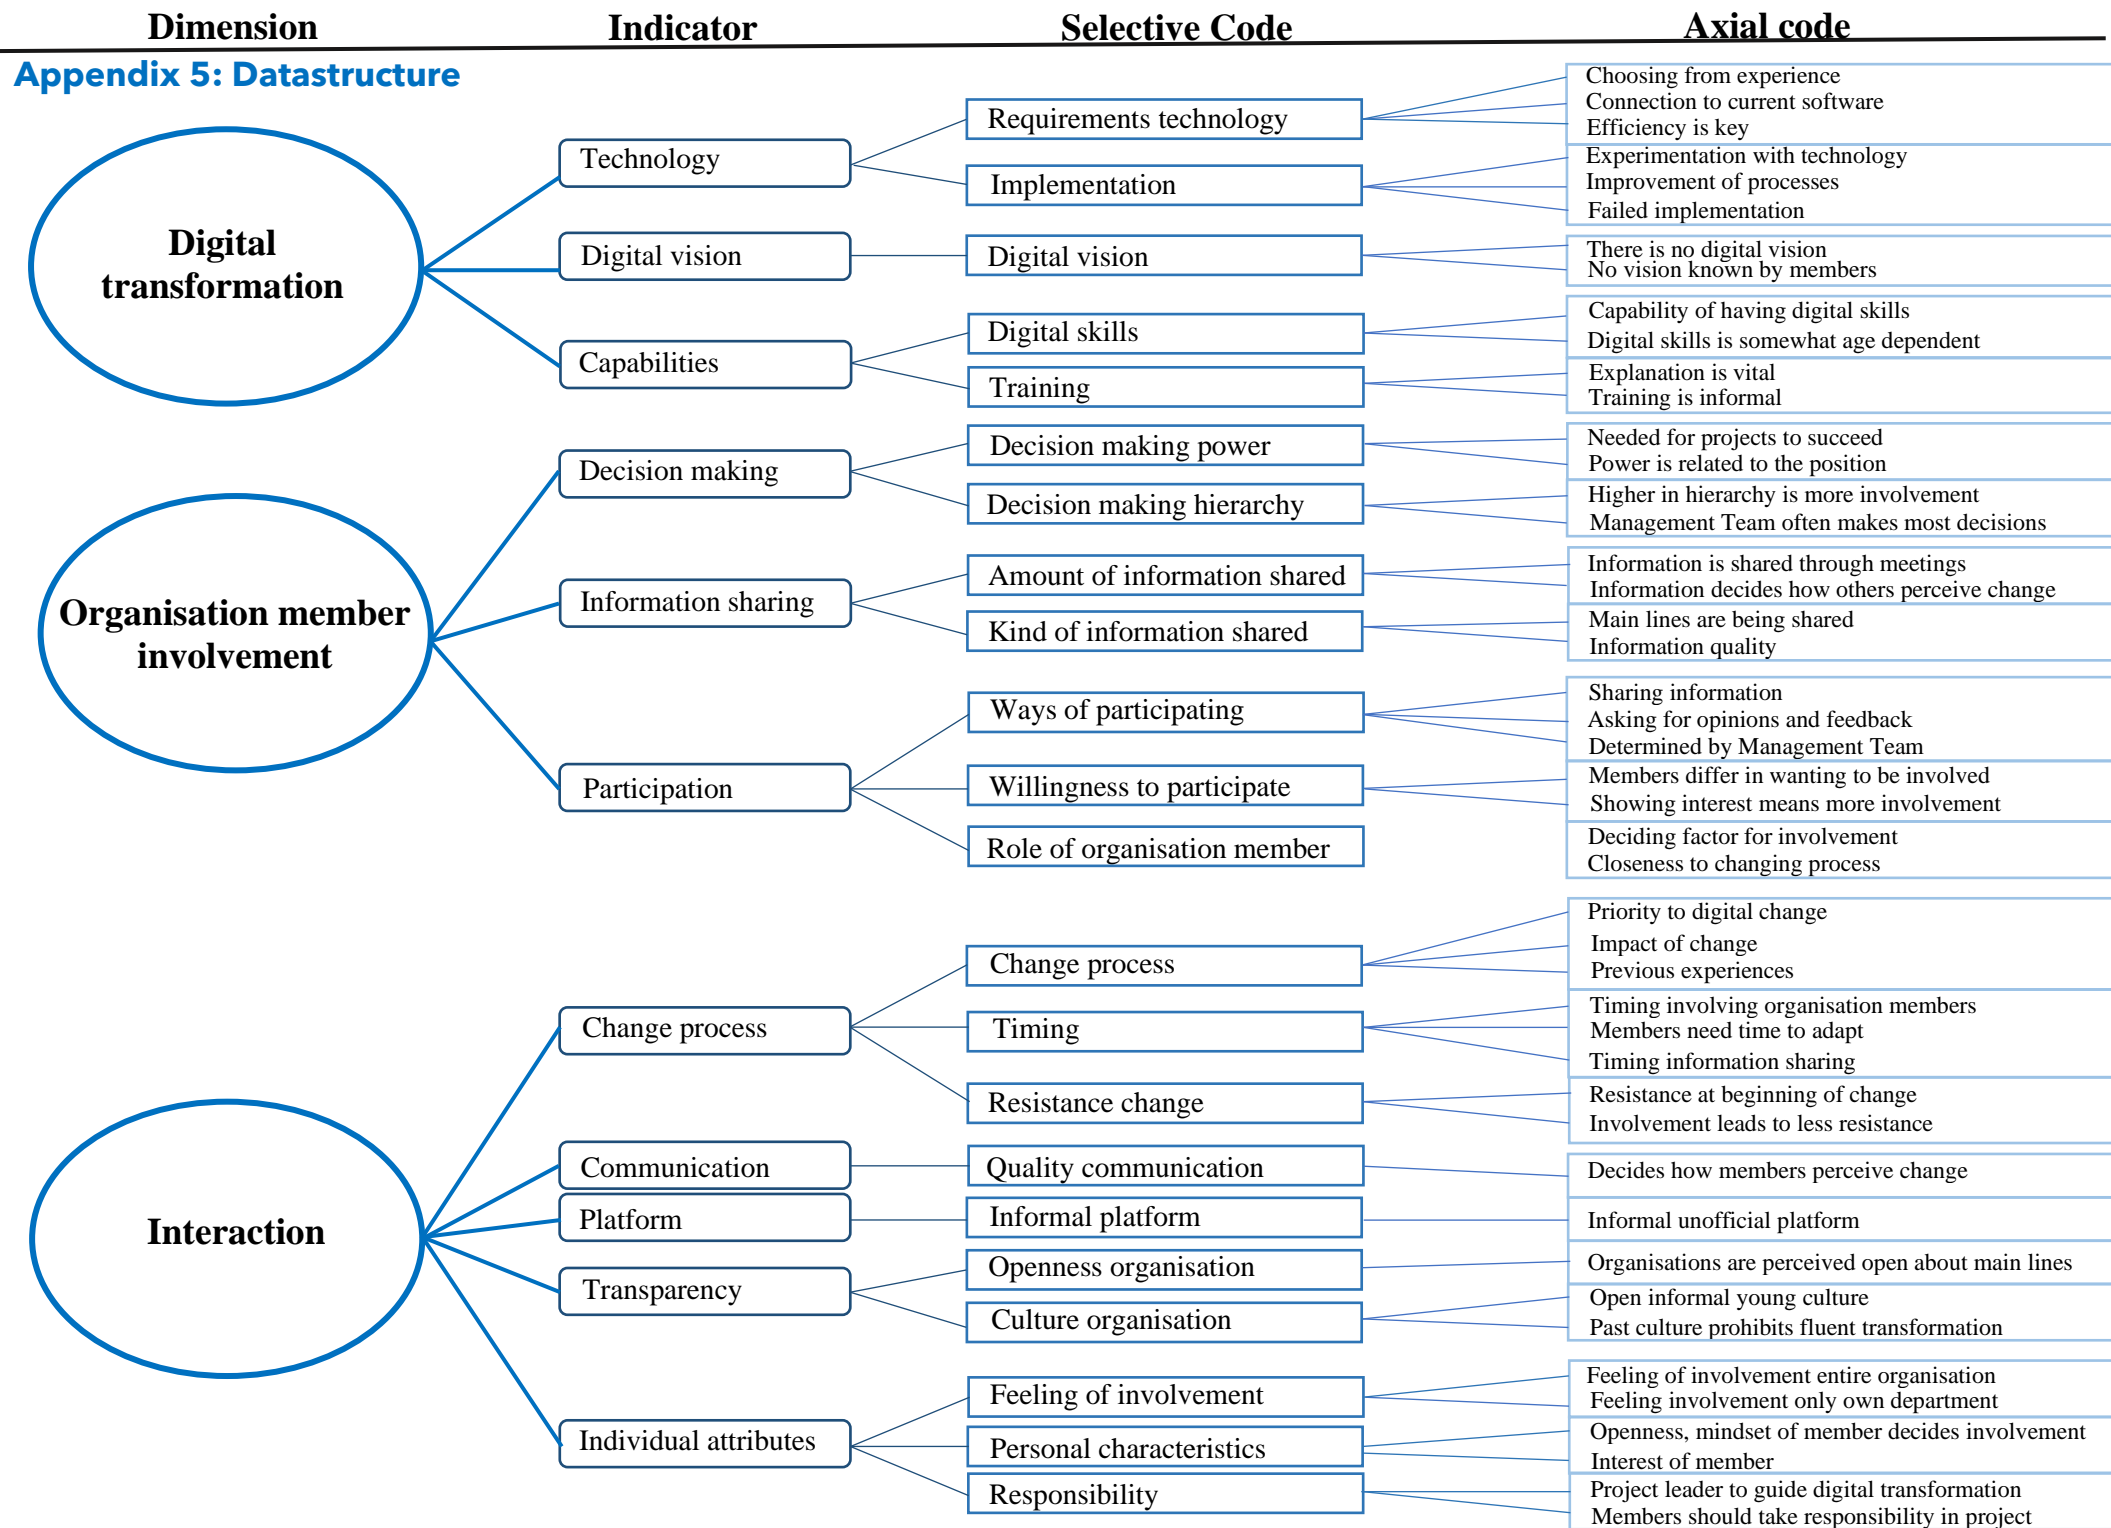 Dimension
Indicator
Selective Code
Axial code
Appendix 5: Datastructure
Digital
transformation
Technology
Requirements technology
Choosing from experience
Connection to current software
Efficiency is key
Implementation
Experimentation with technology
Improvement of processes
Failed implementation
Digital vision
Digital vision
There is no digital vision
No vision known by members
Capabilities
Digital skills
Capability of having digital skills
Digital skills is somewhat age dependent
Training
Explanation is vital
Training is informal
Organisation member
involvement
Decision making
Decision making power
Needed for projects to succeed
Power is related to the position
Decision making hierarchy
Higher in hierarchy is more involvement
Management Team often makes most decisions
Information sharing
Amount of information shared
Information is shared through meetings
Information decides how others perceive change
Kind of information shared
Main lines are being shared
Information quality
Participation
Ways of participating
Sharing information
Asking for opinions and feedback
Determined by Management Team
Willingness to participate
Members differ in wanting to be involved
Showing interest means more involvement
Role of organisation member
Deciding factor for involvement
Closeness to changing process
Interaction
Change process
Change process
Priority to digital change
Impact of change
Previous experiences
Timing
Timing involving organisation members
Members need time to adapt
Timing information sharing
Resistance change
Resistance at beginning of change
Involvement leads to less resistance
Communication
Quality communication
Decides how members perceive change
Platform
Informal platform
Informal unofficial platform
Transparency
Openness organisation
Organisations are perceived open about main lines
Culture organisation
Open informal young culture
Past culture prohibits fluent transformation
Individual attributes
Feeling of involvement
Feeling of involvement entire organisation
Feeling involvement only own department
Personal characteristics
Openness, mindset of member decides involvement
Interest of member
Responsibility
Project leader to guide digital transformation
Members should take responsibility in project